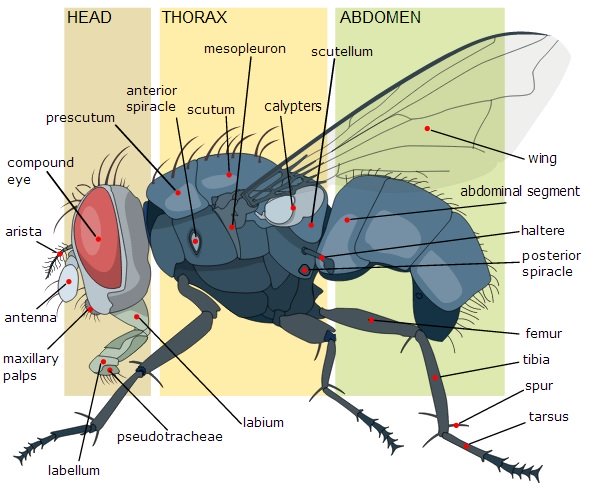 HEAD
THORAX
ABDOMEN
mesopleuron
scutellum
anterior
spiracle
scutum
calypters
prescutum
compound
eye
wing
abdominal segment
arista
haltere
posterior
spiracle
antenna
femur
maxillary
palps
tibia
spur
labium
tarsus
pseudotracheae
labellum